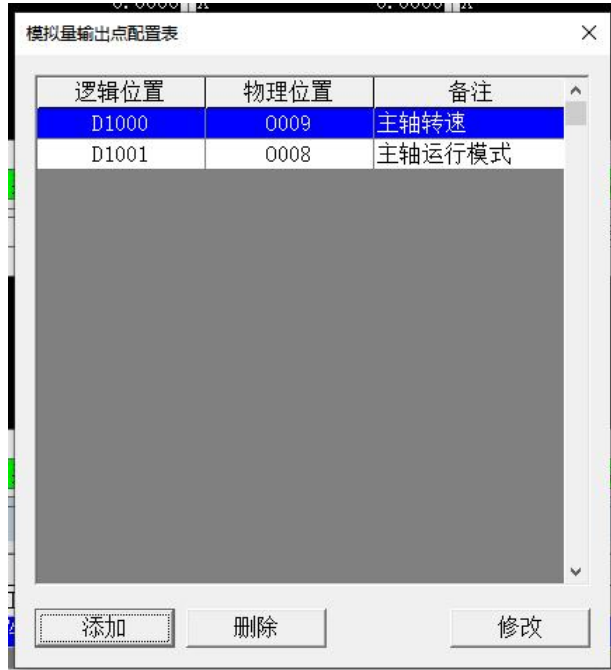 模拟量输出点配置表
逻辑位置 物理位置 备注
D1000 0009 主轴转速
D1001 0008 主轴运行模式
添加 删除 修改